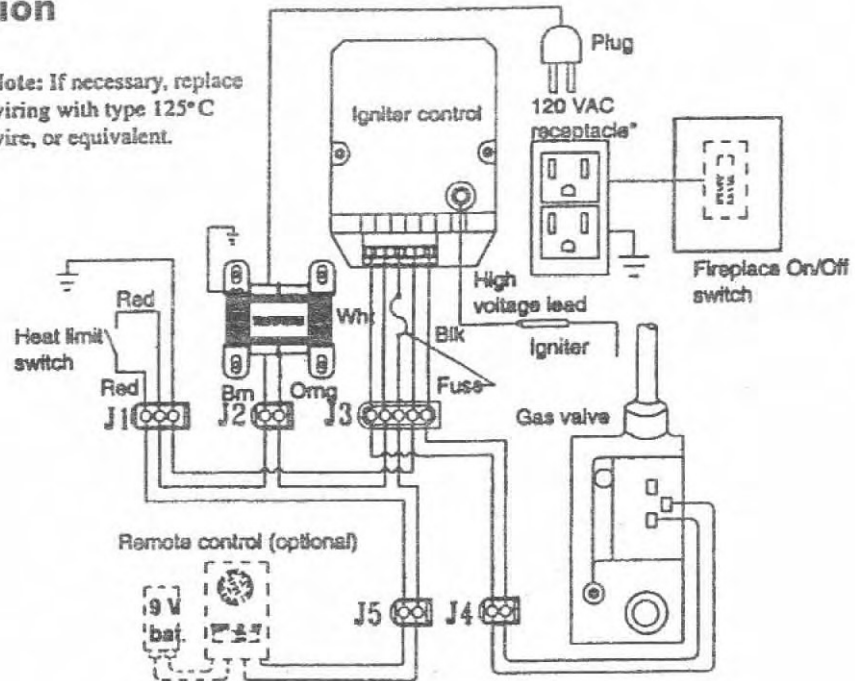 ion
Note: If necessary, replace
wiring with type 125°C
wire, or equivalent.
Plug
Igniter control
120 VAC
receptacle*
Fireplace On/Off
switch
High
voltage lead
Igniter
Red
Heat limit
switch
Red
Wht
Blk
Brn
Orng
Fuse
Gas valve
J1
J2
J3
Remote control (optional)
9 V
bat.
J5
J4